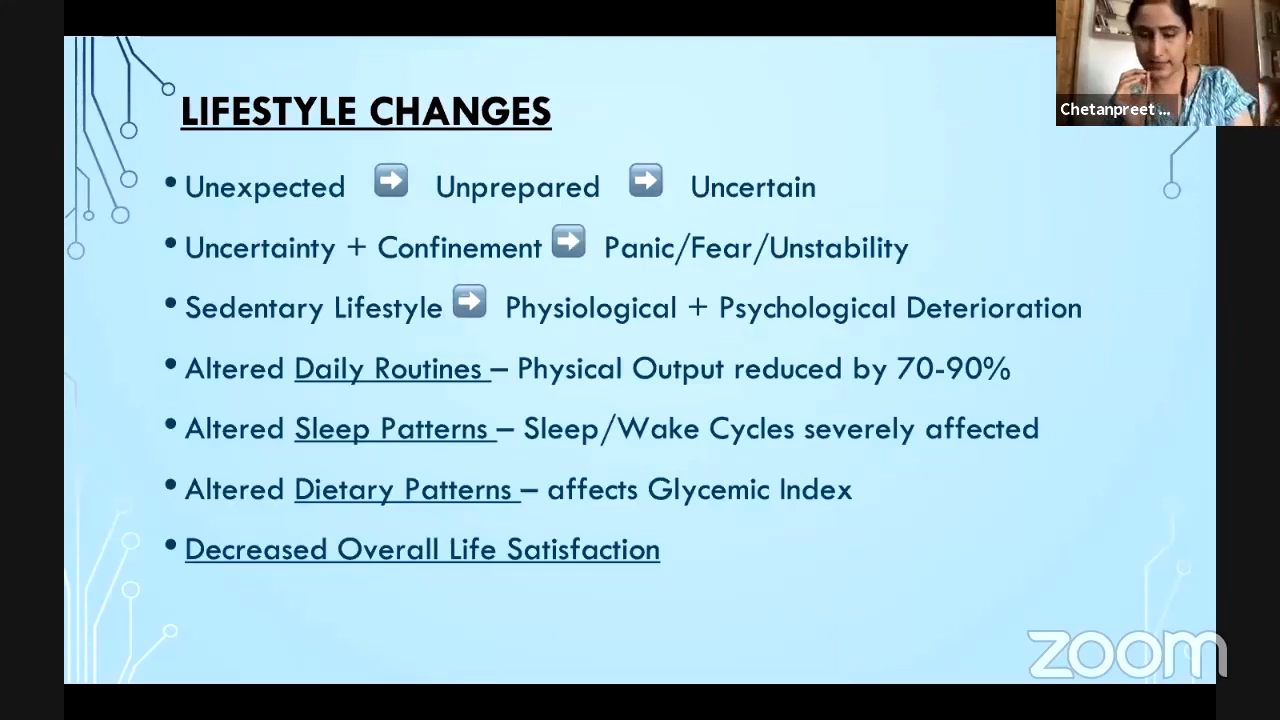 LIFESTYLE CHANGES
• Unexpected ➡ Unprepared ➡ Uncertain
• Uncertainty + Confinement ➡ Panic/Fear/Unstability
• Sedentary Lifestyle ➡ Physiological + Psychological Deterioration
• Altered Daily Routines – Physical Output reduced by 70-90%
• Altered Sleep Patterns – Sleep/Wake Cycles severely affected
• Altered Dietary Patterns – affects Glycemic Index
• Decreased Overall Life Satisfaction
Chetanpreet ...
zoom